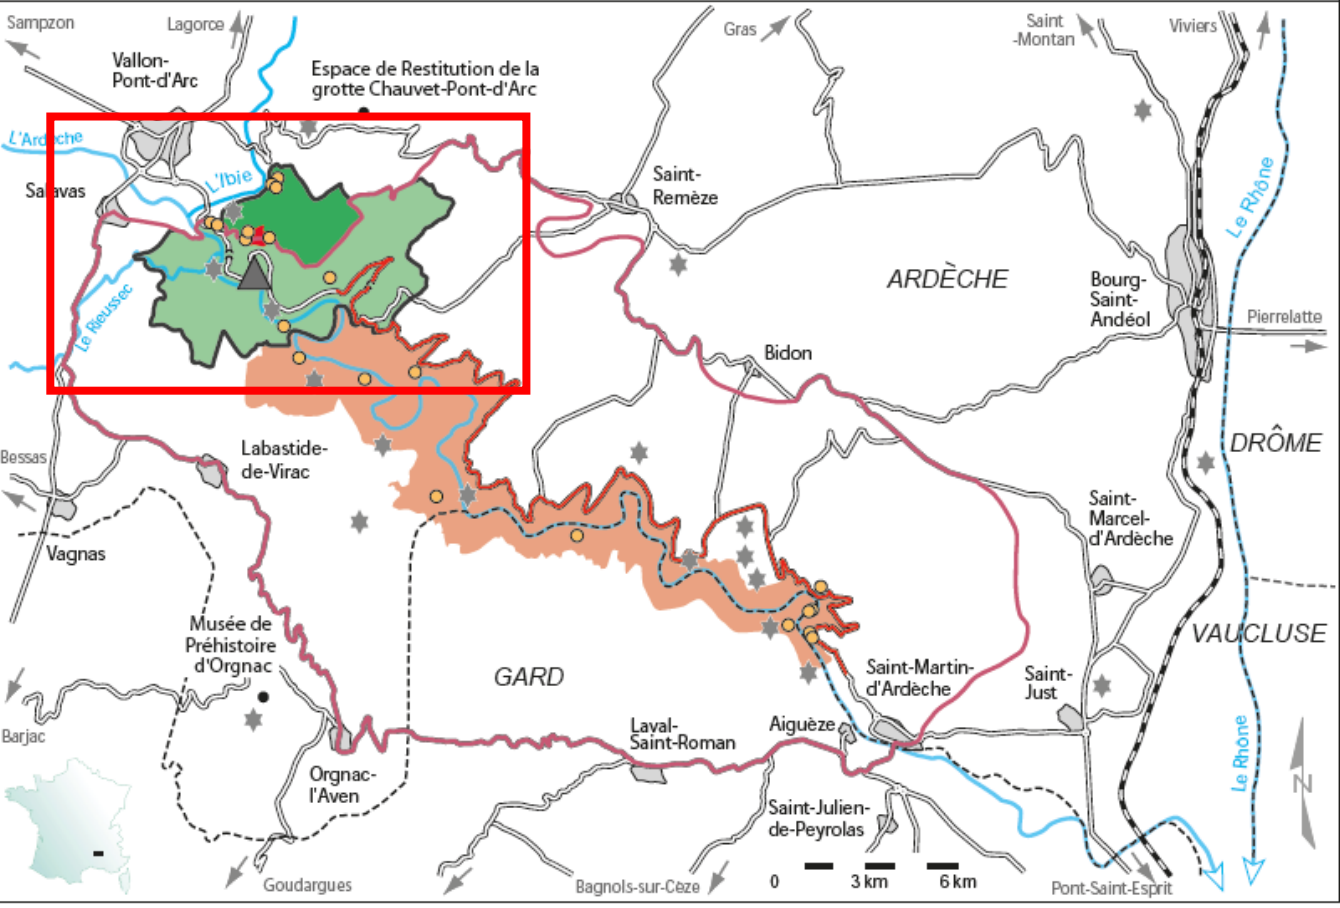 Sampzon
Lagorce
Gras
Saint
-Montan
Viviers
Vallon-
Pont-d'Arc
Espace de Restitution de la
grotte Chauvet-Pont-d'Arc
L'Ardèche
L'Ibie
Salavas
Saint-
Remèze
Le Rhône
ARDÈCHE
Bourg-
Saint-
Andéol
Le Rieussec
Pierrelatte
Bidon
DRÔME
Labastide-
de-Virac
Bessas
Saint-
Marcel-
d'Ardèche
Vagnas
Musée de
Préhistoire
d'Orgnac
VAUCLUSE
GARD
Saint-Martin-
d'Ardèche
Saint-
Just
Barjac
Laval-
Saint-Roman
Aiguèze
Le Rhône
Orgnac-
l'Aven
N
Saint-Julien-
de-Peyrolas
0 3 km 6 km
Goudargues
Bagnols-sur-Cèze
Pont-Saint-Esprit